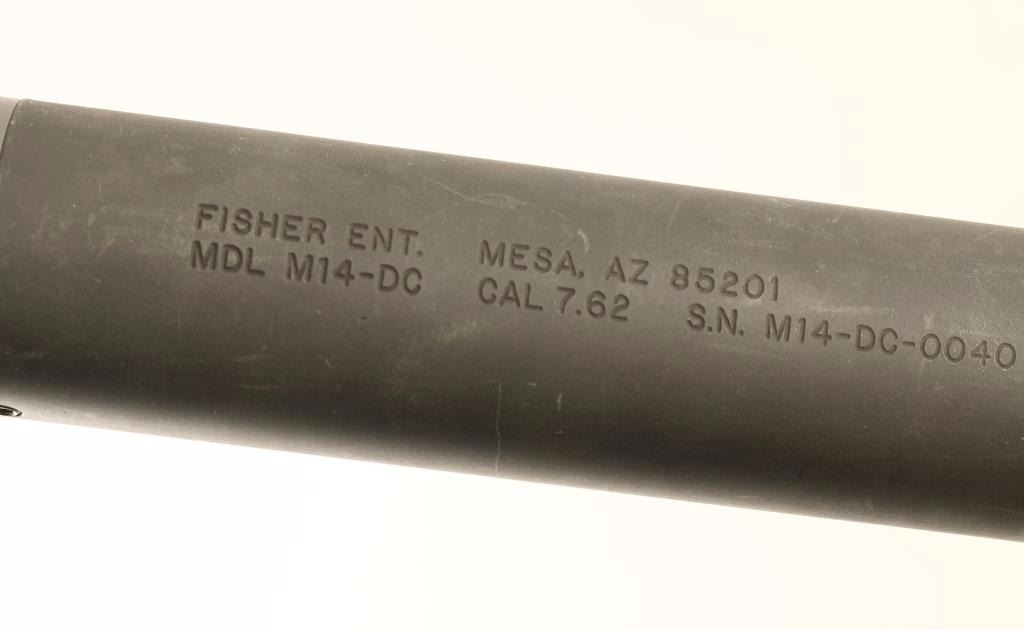 FISHER ENT. MESA, AZ 85201
MDL M14-DC CAL 7.62 S.N. M14-DC-0040